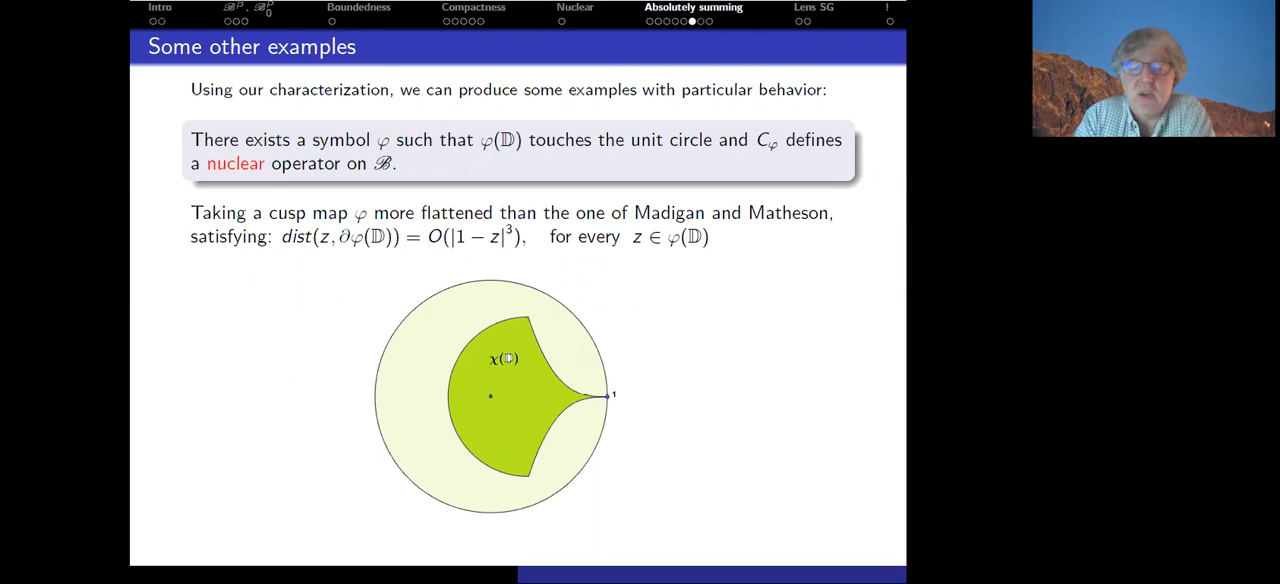 Intro ℬᵖ, ℬ₀ᵖ Boundedness Compactness Nuclear Absolutely summing Lens SG !
Some other examples
Using our characterization, we can produce some examples with particular behavior:
There exists a symbol φ such that φ(𝔻) touches the unit circle and C_φ defines
a nuclear operator on ℬ.
Taking a cusp map φ more flattened than the one of Madigan and Matheson,
satisfying: dist(z, ∂φ(𝔻)) = O(|1 − z|³), for every z ∈ φ(𝔻)
χ(𝔻)
1